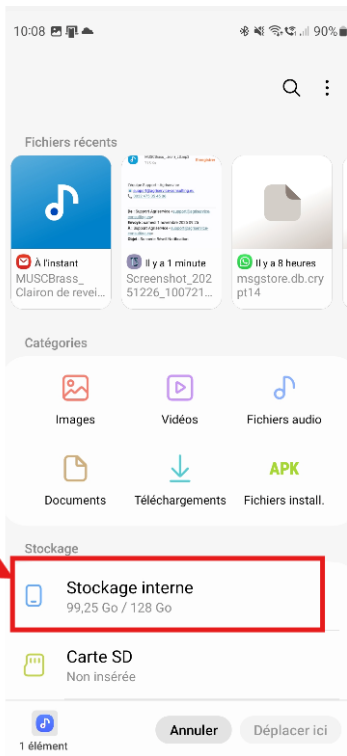 10:08
90%
Fichiers récents
À l'instant
MUSCBrass_
Clairon de revei...
Il y a 1 minute
Screenshot_202
51226_100721...
Il y a 8 heures
msgstore.db.cry
pt14
Catégories
Images
Vidéos
Fichiers audio
APK
Documents
Téléchargements
Fichiers install.
Stockage
Stockage interne
99,25 Go / 128 Go
Carte SD
Non insérée
1 élément
Annuler
Déplacer ici